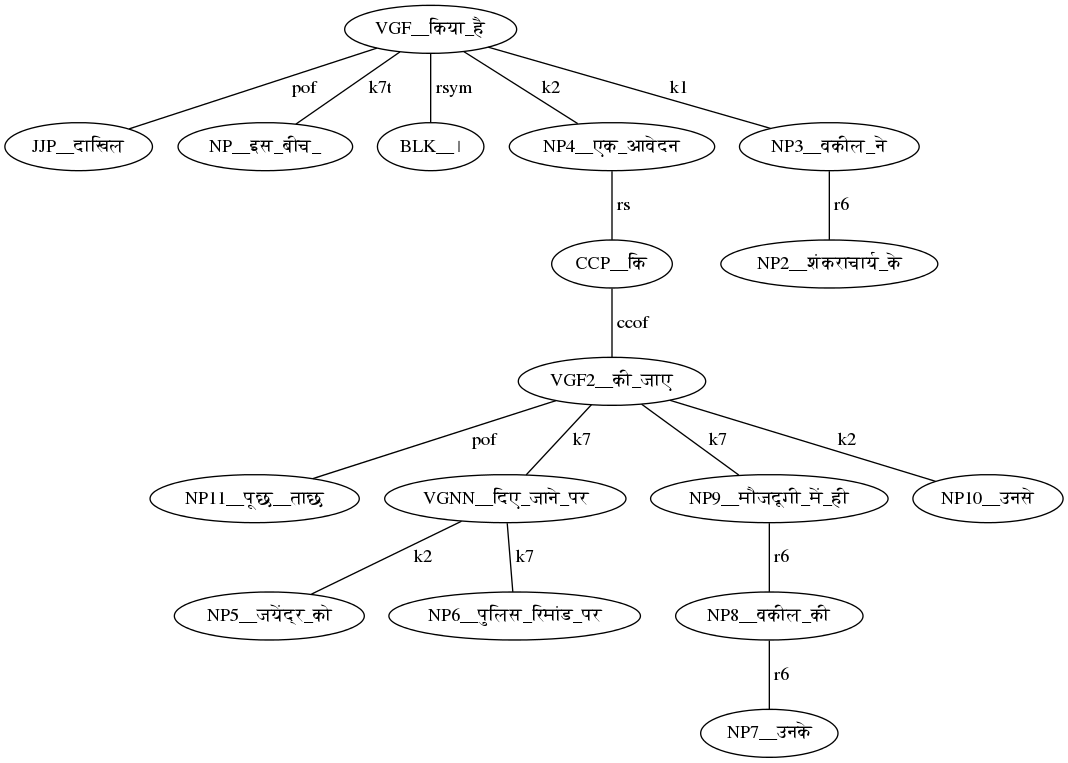 VGF__किया_है
pof k7t rsym k2 k1
JJP__दाखिल NP__इस_बीच_ BLK__। NP4__एक_आवेदन NP3__वकील_ने
rs r6
CCP__कि NP2__शंकराचार्य_के
ccof
VGF2__की_जाए
pof k7 k7 k2
NP11__पूछ__ताछ VGNN__दिए_जाने_पर NP9__मौजदूगी_में_ही NP10__उनसे
k2 k7 r6
NP5__जयेंद्र_को NP6__पुलिस_रिमांड_पर NP8__वकील_की
r6
NP7__उनके